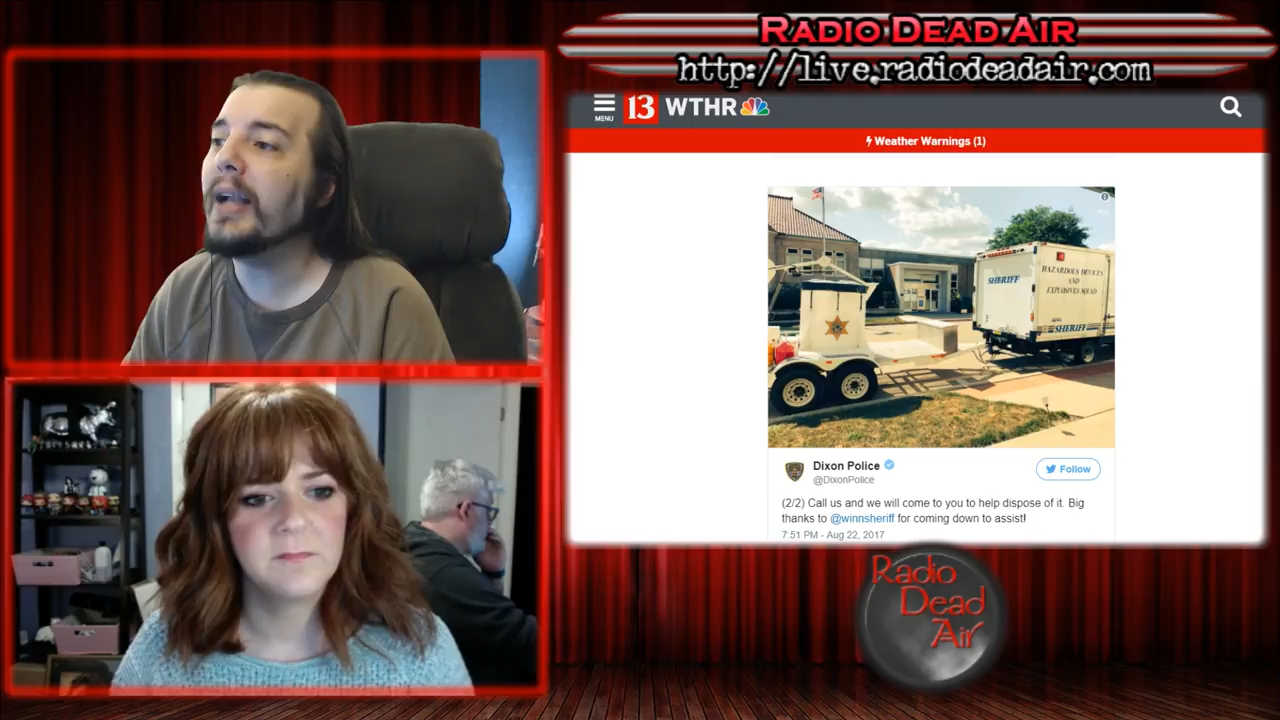 Radio Dead Air
http://live.radiodeadair.com
MENU
13 WTHR
Weather Warnings (1)
SHERIFF
HAZARDOUS DEVICES
AND
EXPLOSIVES SQUAD
SHERIFF
Dixon Police
@DixonPolice
Follow
(2/2) Call us and we will come to you to help dispose of it. Big
thanks to @winnsheriff for coming down to assist!
7:51 PM - Aug 22, 2017
Radio
Dead
Air